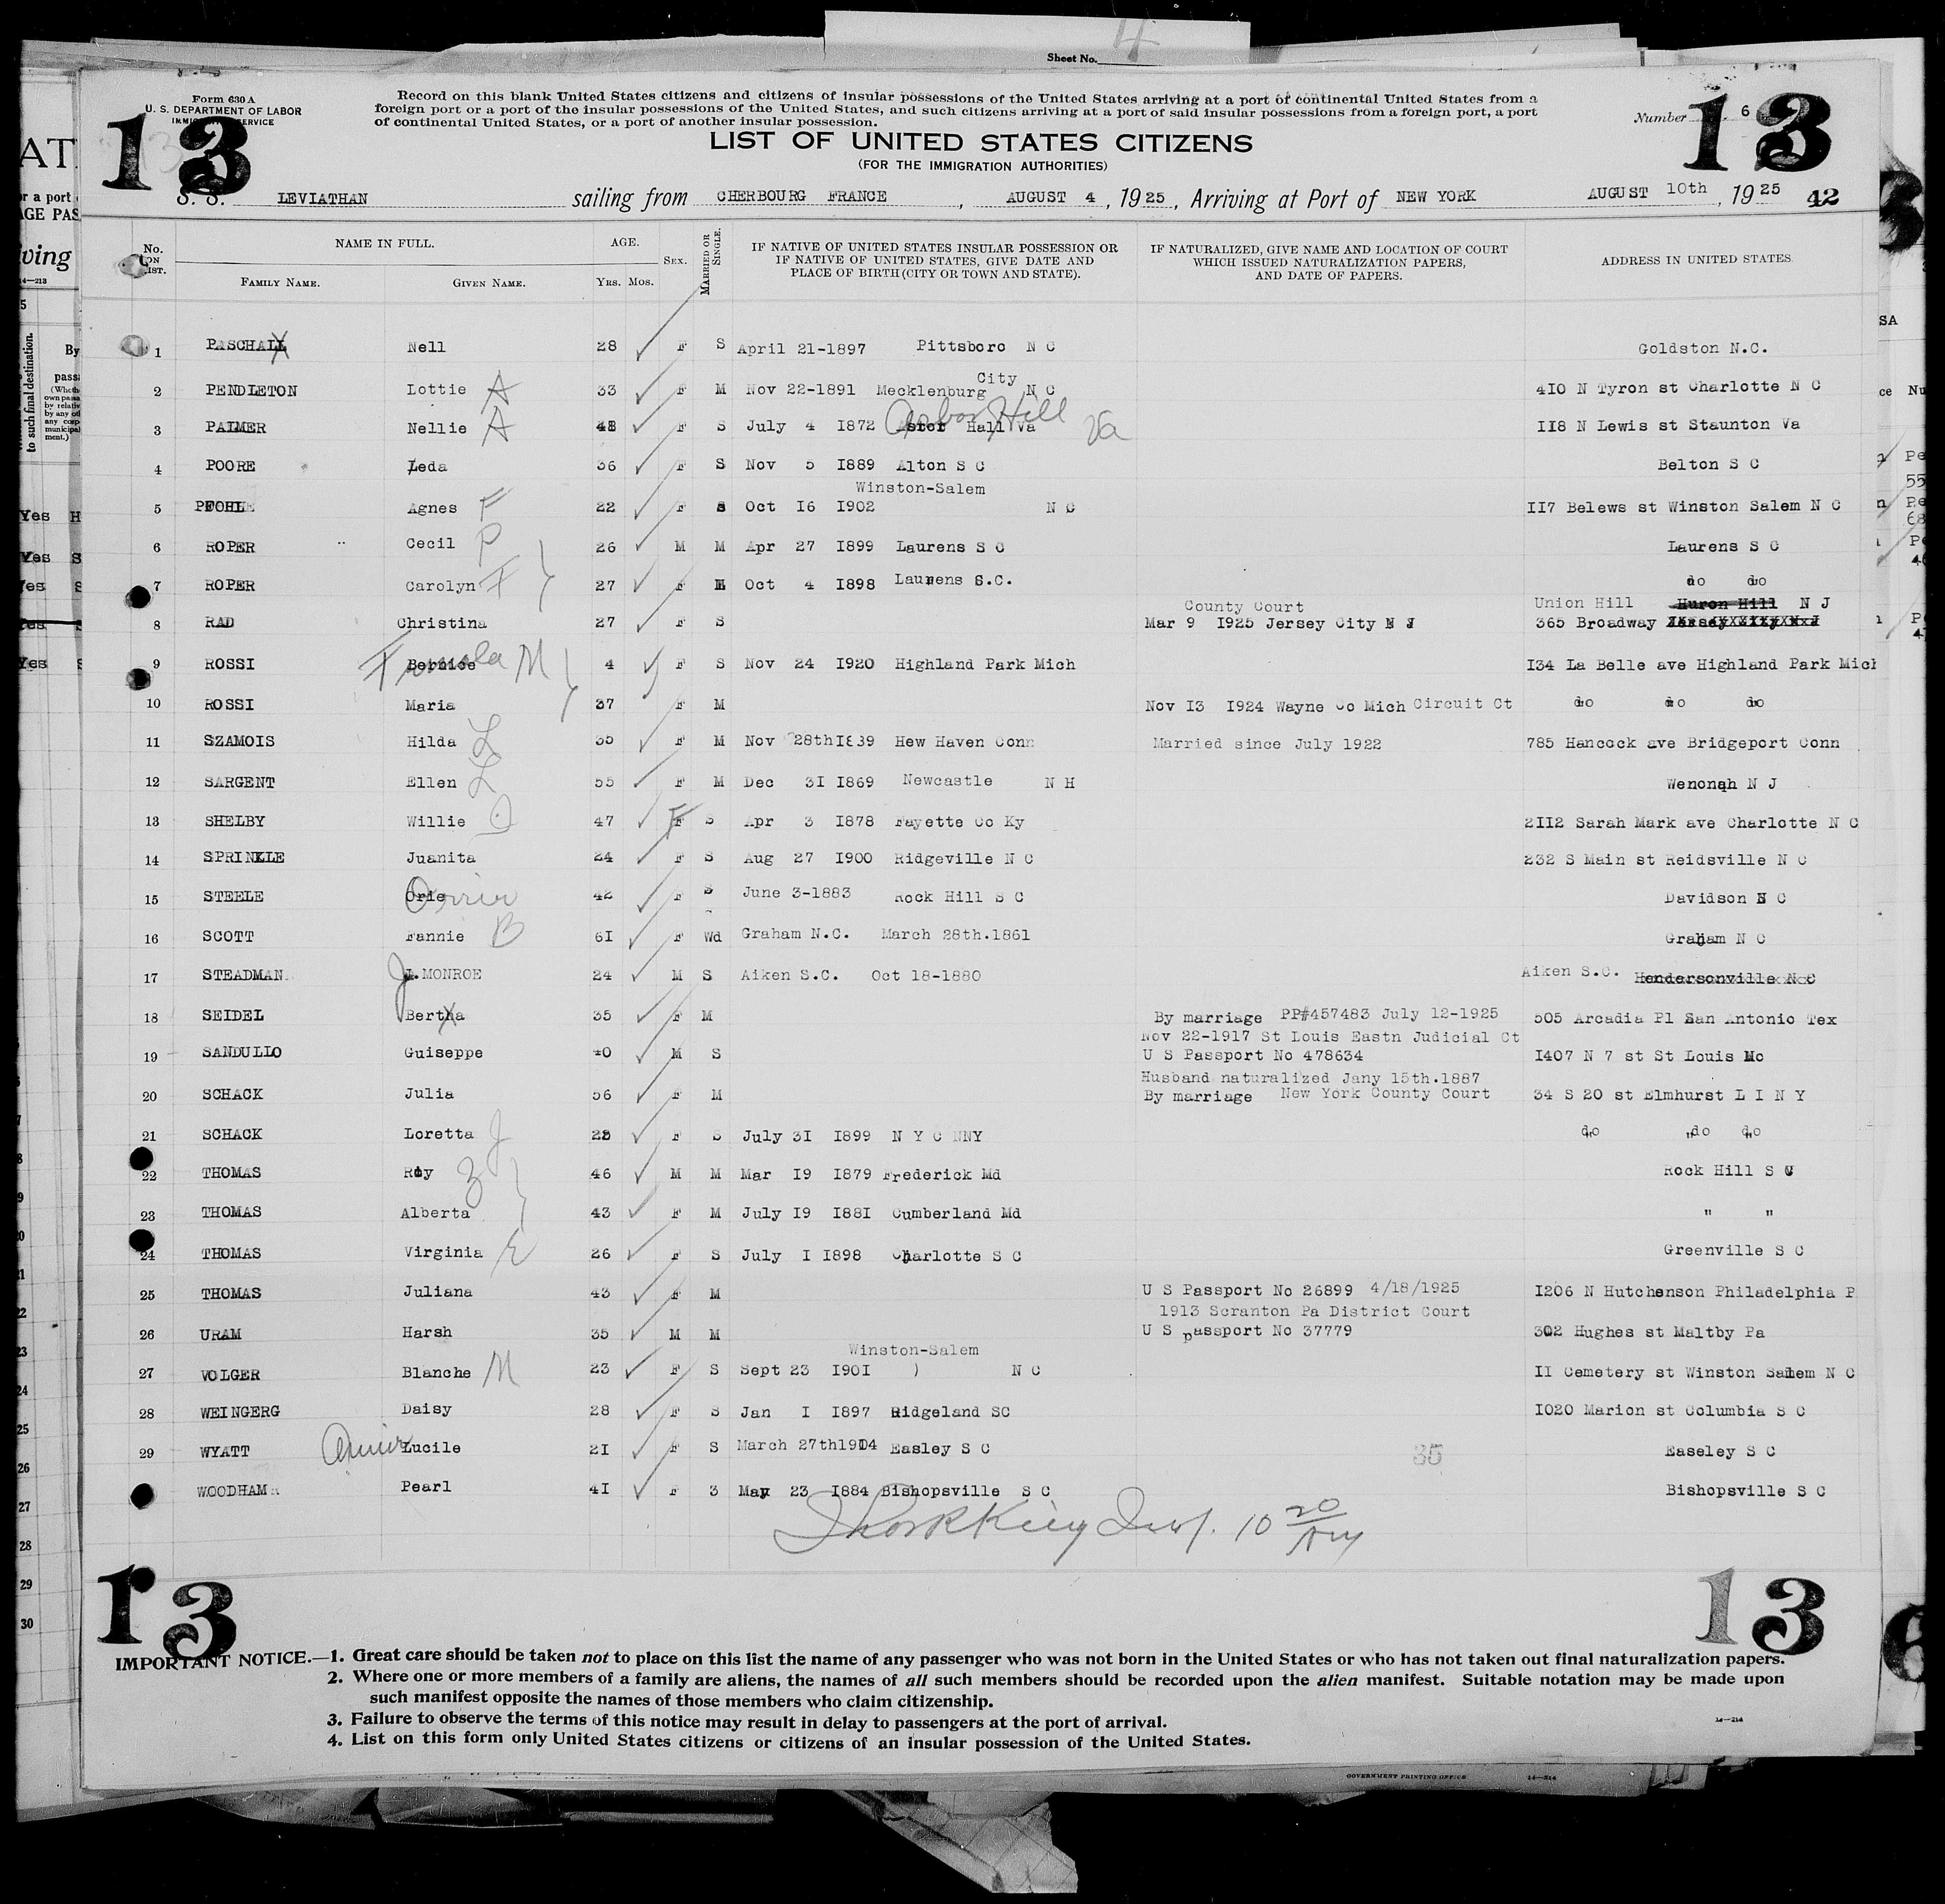 4
Sheet No.
Form 630 A
U. S. DEPARTMENT OF LABOR
IMMIGRATION SERVICE
Record on this blank United States citizens and citizens of insular possessions of the United States arriving at a port of continental United States from a
foreign port or a port of the insular possessions of the United States, and such citizens arriving at a port of said insular possessions from a foreign port, a port
of continental United States, or a port of another insular possession.
Number 6
13 13
LIST OF UNITED STATES CITIZENS
(FOR THE IMMIGRATION AUTHORITIES)
S. S. LEVIATHAN sailing from CHERBOURG FRANCE, AUGUST 4, 1925, Arriving at Port of NEW YORK AUGUST 10th, 1925 42
No. ON LIST. NAME IN FULL. FAMILY NAME. GIVEN NAME. AGE. Yrs. Mos. SEX. MARRIED OR SINGLE. IF NATIVE OF UNITED STATES INSULAR POSSESSION OR IF NATIVE OF UNITED STATES, GIVE DATE AND PLACE OF BIRTH (CITY OR TOWN AND STATE). IF NATURALIZED, GIVE NAME AND LOCATION OF COURT WHICH ISSUED NATURALIZATION PAPERS, AND DATE OF PAPERS. ADDRESS IN UNITED STATES.
1 PASCHALL Nell 28 F S April 21-1897 Pittsboro N C Goldston N.C.
2 PENDLETON Lottie A 33 F M Nov 22-1891 Mecklenburg City N C 410 N Tyron st Charlotte N C
3 PALMER Nellie A 48 F S July 4 1872 Hall Va Arbor Hill Va 118 N Lewis st Staunton Va
4 POORE Leda 36 F S Nov 5 1889 Alton S C Belton S C
5 PFOHL Agnes F 22 F S Oct 16 1902 Winston-Salem N C 117 Belews st Winston Salem N C
6 ROPER Cecil P 26 M M Apr 27 1899 Laurens S C Laurens S C
7 ROPER Carolyn F 27 F M Oct 4 1898 Laurens S.C. do do
8 RAD Christina 27 F S County Court Mar 9 1925 Jersey City N J Union Hill Huron Hill N J 365 Broadway
9 ROSSI Bernice M 4 F S Nov 24 1920 Highland Park Mich 134 La Belle ave Highland Park Mich
10 ROSSI Maria 37 F M Nov 13 1924 Wayne Co Mich Circuit Ct do do do
11 SZAMOIS Hilda L 35 F M Nov 28th1889 Hew Haven Conn Married since July 1922 785 Hancock ave Bridgeport Conn
12 SARGENT Ellen L 55 F M Dec 31 1869 Newcastle N H Wenonah N J
13 SHELBY Willie D 47 F S Apr 3 1878 Fayette Co Ky 2112 Sarah Mark ave Charlotte N C
14 SPRINKLE Juanita 24 F S Aug 27 1900 Ridgeville N C 232 S Main st Reidsville N C
15 STEELE Orrie 42 F S June 3-1883 Rock Hill S C Davidson N C
16 SCOTT Fannie B 61 F Wd Graham N.C. March 28th.1861 Graham N C
17 STEADMAN J. MONROE 24 M S Aiken S.C. Oct 18-1880 Aiken S.C. Hendersonville N C
18 SEIDEL Bertha 35 F M By marriage PP#457483 July 12-1925 505 Arcadia Pl San Antonio Tex
19 SANDULLO Guiseppe 40 M S Nov 22-1917 St Louis Eastn Judicial Ct U S Passport No 478634 1407 N 7 st St Louis Mo
20 SCHACK Julia 56 F M Husband naturalized Jany 15th.1887 By marriage New York County Court 34 S 20 st Elmhurst L I N Y
21 SCHACK Loretta J 25 F S July 31 1899 N Y C NNY do do do
22 THOMAS Roy Z 46 M M Mar 19 1879 Frederick Md Rock Hill S C
23 THOMAS Alberta 43 F M July 19 1881 Cumberland Md " "
24 THOMAS Virginia E 26 F S July 1 1898 Charlotte S C Greenville S C
25 THOMAS Juliana 43 F M U S Passport No 26899 4/18/1925 1206 N Hutchenson Philadelphia P
26 URAM Harsh 35 M M 1913 Scranton Pa District Court U S passport No 37779 302 Hughes st Maltby Pa
27 VOLGER Blanche M 23 F S Sept 23 1901 Winston-Salem ) N C 11 Cemetery st Winston Salem N C
28 WEINGERG Daisy 28 F S Jan 1 1897 Ridgeland SC 1020 Marion st Columbia S C
29 WYATT Annie Lucile 21 F S March 27th1904 Easley S C 35 Easeley S C
WOODHAM Pearl 41 F S May 23 1884 Bishopsville S C Bishopsville S C
King Insp. 10 20 AM
13 13
IMPORTANT NOTICE.—1. Great care should be taken not to place on this list the name of any passenger who was not born in the United States or who has not taken out final naturalization papers.
2. Where one or more members of a family are aliens, the names of all such members should be recorded upon the alien manifest. Suitable notation may be made upon
such manifest opposite the names of those members who claim citizenship.
3. Failure to observe the terms of this notice may result in delay to passengers at the port of arrival.
4. List on this form only United States citizens or citizens of an insular possession of the United States.
14—214
GOVERNMENT PRINTING OFFICE 14—214